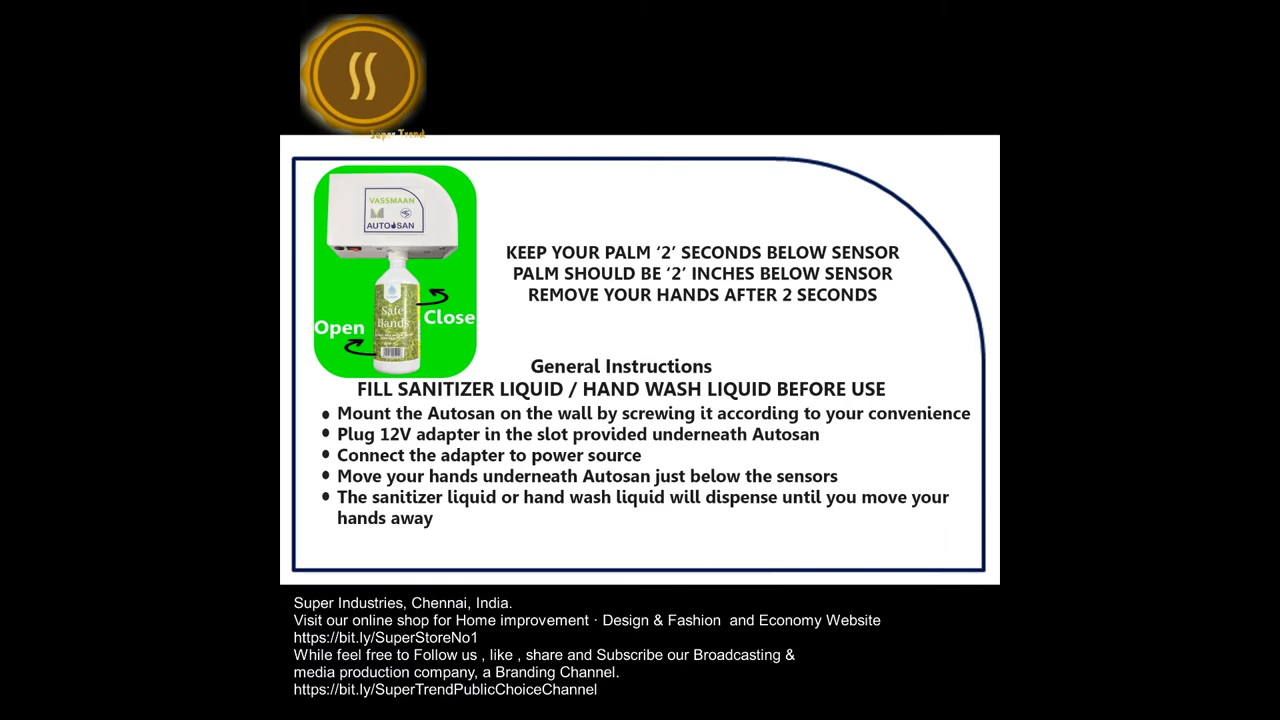 Super Trend
VASSMAAN
AUTOSAN
Safe
Hands
Open
Close
KEEP YOUR PALM ‘2’ SECONDS BELOW SENSOR
PALM SHOULD BE ‘2’ INCHES BELOW SENSOR
REMOVE YOUR HANDS AFTER 2 SECONDS
General Instructions
FILL SANITIZER LIQUID / HAND WASH LIQUID BEFORE USE
• Mount the Autosan on the wall by screwing it according to your convenience
• Plug 12V adapter in the slot provided underneath Autosan
• Connect the adapter to power source
• Move your hands underneath Autosan just below the sensors
• The sanitizer liquid or hand wash liquid will dispense until you move your
hands away
Super Industries, Chennai, India.
Visit our online shop for Home improvement · Design & Fashion  and Economy Website
https://bit.ly/SuperStoreNo1
While feel free to Follow us , like , share and Subscribe our Broadcasting &
media production company, a Branding Channel.
https://bit.ly/SuperTrendPublicChoiceChannel